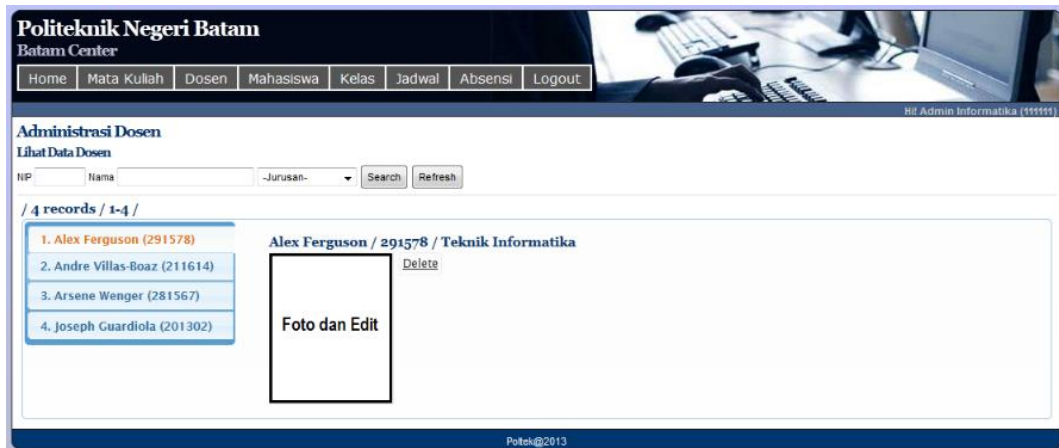 Politeknik Negeri Batam
Batam Center
Home Mata Kuliah Dosen Mahasiswa Kelas Jadwal Absensi Logout
Hi! Admin Informatika (111111)
Administrasi Dosen
Lihat Data Dosen
NIP Nama -Jurusan- Search Refresh
/ 4 records / 1-4 /
1. Alex Ferguson (291578)
2. Andre Villas-Boaz (211614)
3. Arsene Wenger (281567)
4. Joseph Guardiola (201302)
Alex Ferguson / 291578 / Teknik Informatika
Delete
Foto dan Edit
Poltek@2013